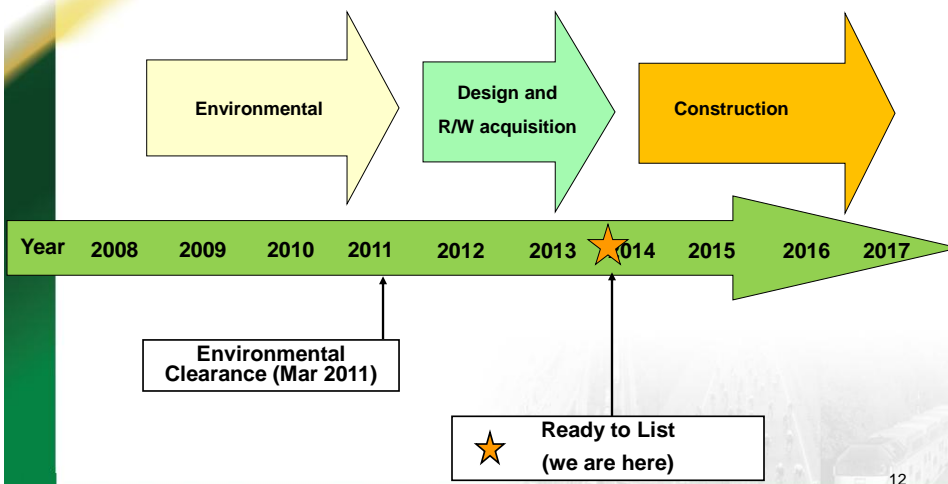 Environmental
Design and
R/W acquisition
Construction
Year 2008 2009 2010 2011 2012 2013 014 2015 2016 2017
Environmental
Clearance (Mar 2011)
Ready to List
(we are here)
12